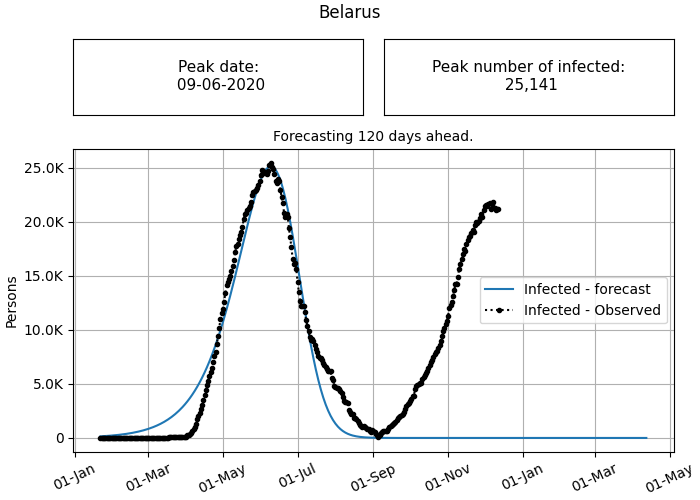 Belarus
Peak date:
09-06-2020
Peak number of infected:
25,141
Forecasting 120 days ahead.
25.0K
20.0K
15.0K
10.0K
5.0K
0
Persons
Infected - forecast
Infected - Observed
01-Jan
01-Mar
01-May
01-Jul
01-Sep
01-Nov
01-Jan
01-Mar
01-May